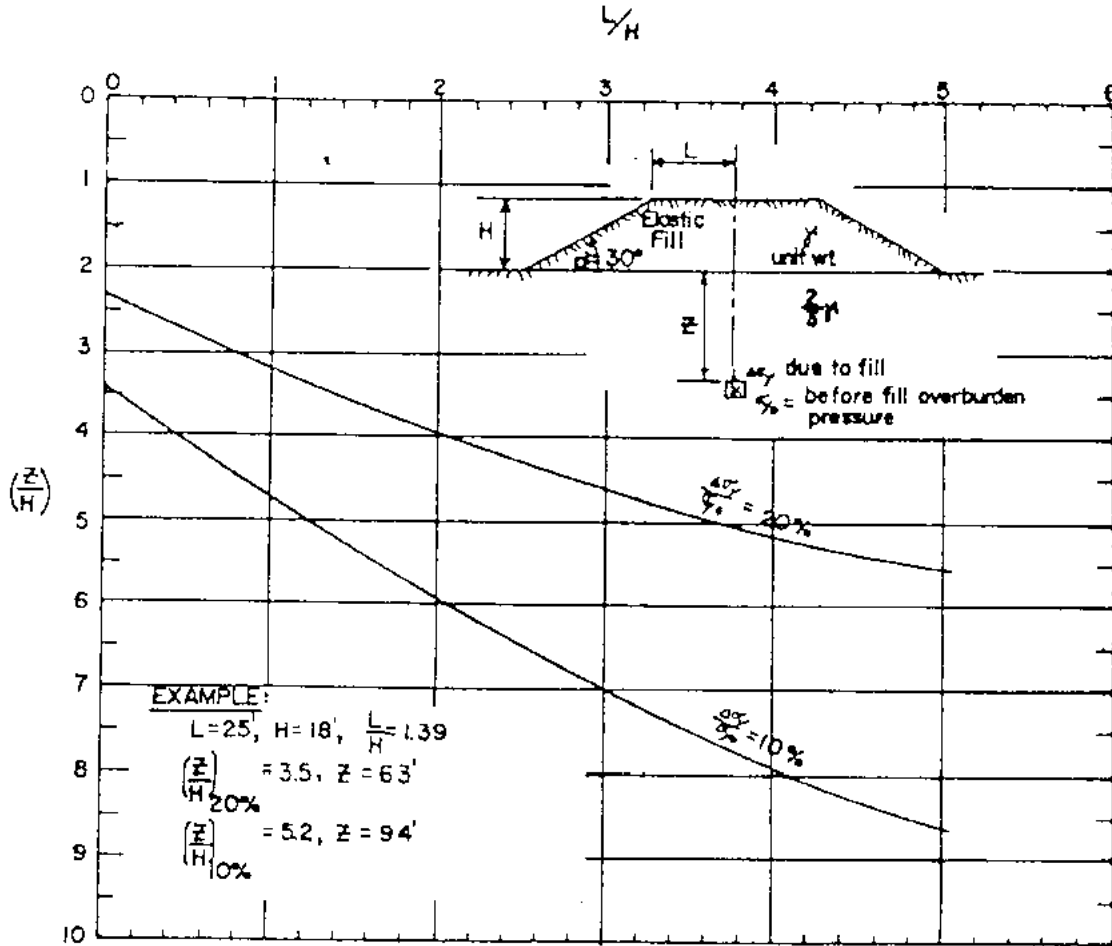 L/H
0 2 3 4 5 6
0
1
2
3
4
5
6
7
8
9
10
(Z/H)
L
H
Elastic
Fill
30°
γ
unit wt
Z
due to fill
= before fill overburden
pressure
= 20%
= 10%
EXAMPLE:
L=25', H=18', L/H=1.39
(Z/H)20% = 3.5, Z = 63'
(Z/H)10% = 5.2, Z = 94'